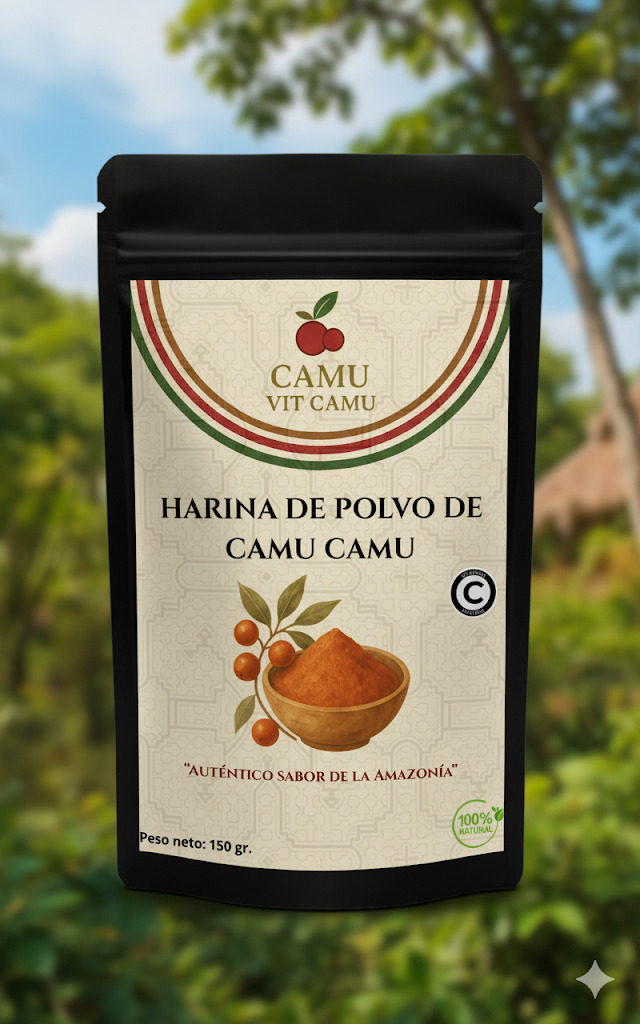 CAMU
VIT CAMU
HARINA DE POLVO DE
CAMU CAMU
C
“AUTÉNTICO SABOR DE LA AMAZONÍA”
100%
NATURAL
Peso neto: 150 gr.